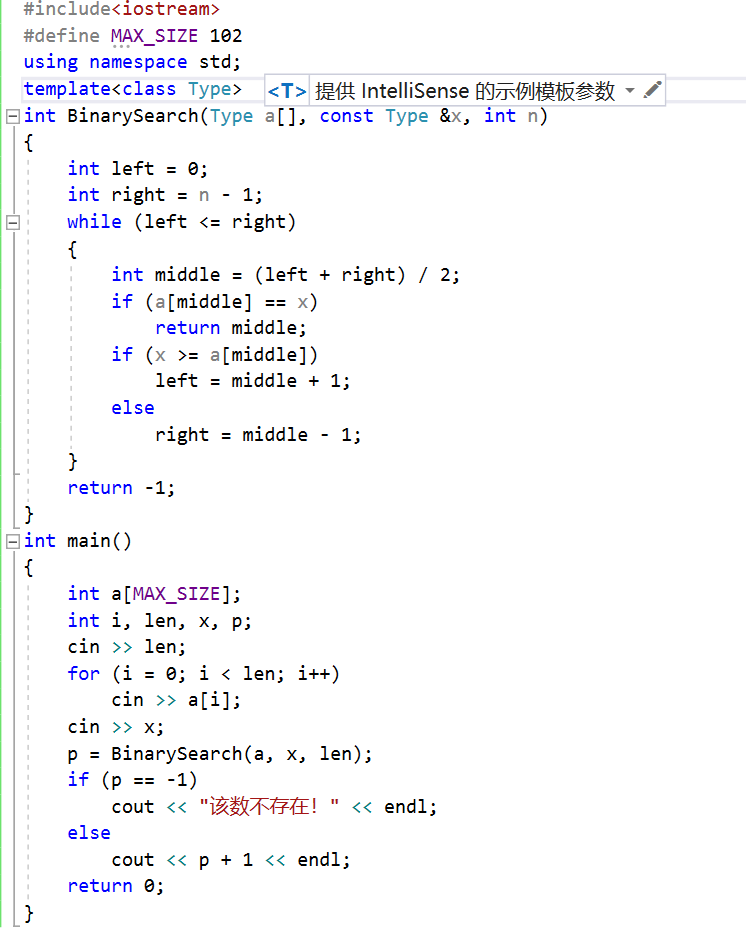 #include<iostream>
#define MAX_SIZE 102
using namespace std;
template<class Type> <T> 提供 IntelliSense 的示例模板参数
int BinarySearch(Type a[], const Type &x, int n)
{
int left = 0;
int right = n - 1;
while (left <= right)
{
int middle = (left + right) / 2;
if (a[middle] == x)
return middle;
if (x >= a[middle])
left = middle + 1;
else
right = middle - 1;
}
return -1;
}
int main()
{
int a[MAX_SIZE];
int i, len, x, p;
cin >> len;
for (i = 0; i < len; i++)
cin >> a[i];
cin >> x;
p = BinarySearch(a, x, len);
if (p == -1)
cout << "该数不存在！" << endl;
else
cout << p + 1 << endl;
return 0;
}